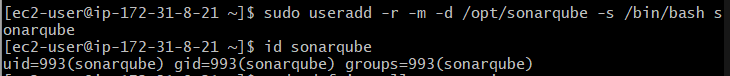 [ec2-user@ip-172-31-8-21 ~]$ sudo useradd -r -m -d /opt/sonarqube -s /bin/bash s
onarqube
[ec2-user@ip-172-31-8-21 ~]$ id sonarqube
uid=993(sonarqube) gid=993(sonarqube) groups=993(sonarqube)